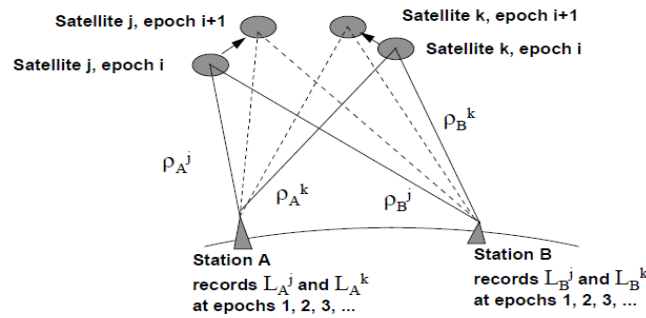 Satellite j, epoch i+1
Satellite k, epoch i+1
Satellite j, epoch i
Satellite k, epoch i
ρ_A^j
ρ_A^k
ρ_B^j
ρ_B^k
Station A
records L_A^j and L_A^k
at epochs 1, 2, 3, ...
Station B
records L_B^j and L_B^k
at epochs 1, 2, 3, ...